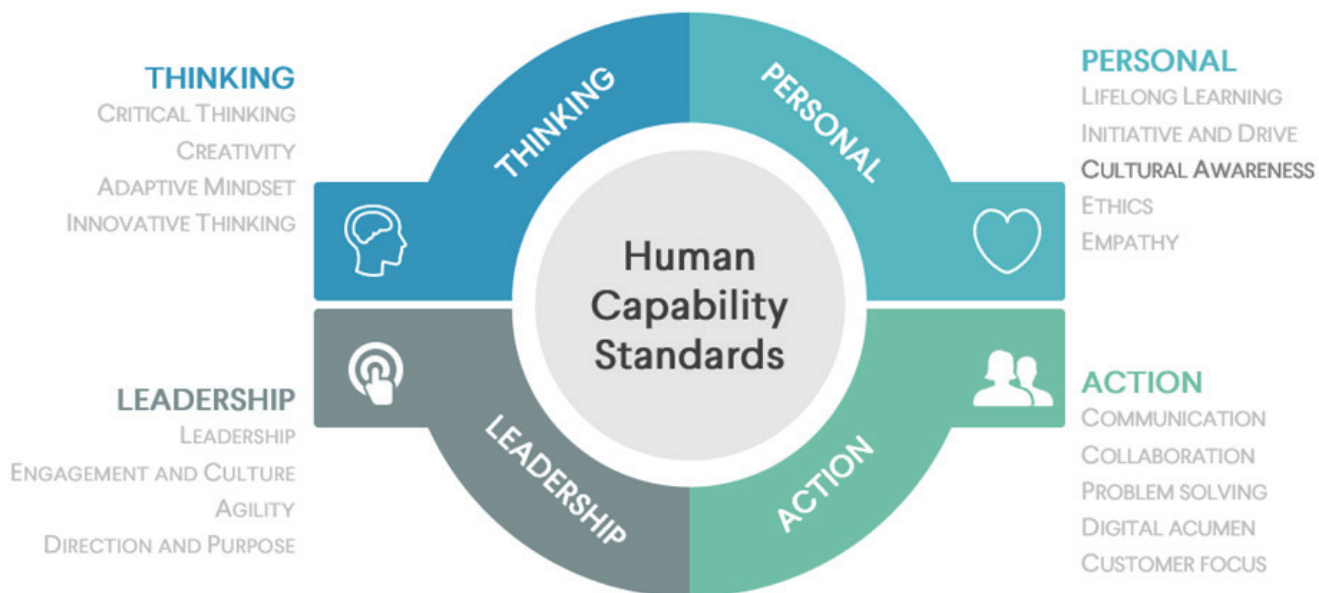 THINKING
CRITICAL THINKING
CREATIVITY
ADAPTIVE MINDSET
INNOVATIVE THINKING
THINKING
PERSONAL
PERSONAL
LIFELONG LEARNING
INITIATIVE AND DRIVE
CULTURAL AWARENESS
ETHICS
EMPATHY
Human
Capability
Standards
LEADERSHIP
LEADERSHIP
ENGAGEMENT AND CULTURE
AGILITY
DIRECTION AND PURPOSE
LEADERSHIP
ACTION
ACTION
COMMUNICATION
COLLABORATION
PROBLEM SOLVING
DIGITAL ACUMEN
CUSTOMER FOCUS